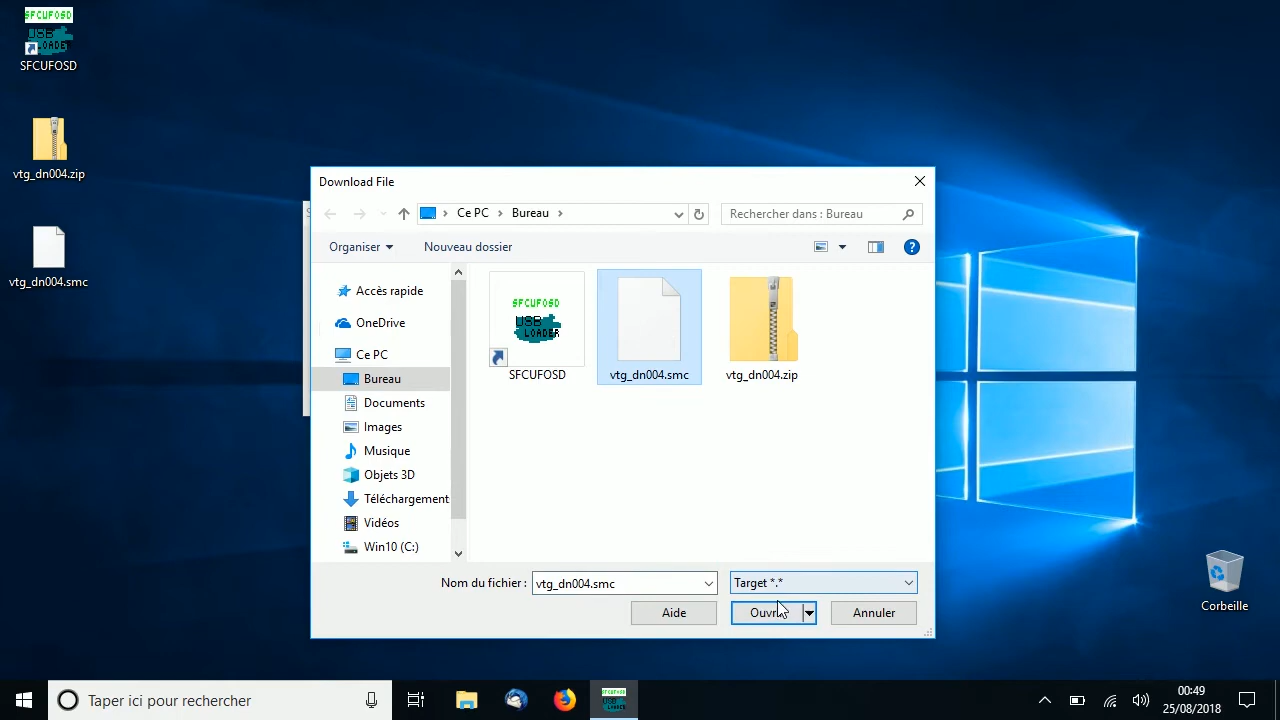 SFCUFOSD
USB
LOADER
SFCUFOSD
vtg_dn004.zip
vtg_dn004.smc
Download File
Ce PC
Bureau
Rechercher dans : Bureau
Organiser
Nouveau dossier
Accès rapide
OneDrive
Ce PC
Bureau
Documents
Images
Musique
Objets 3D
Téléchargement
Vidéos
Win10 (C:)
SFCUFOSD
USB
LOADER
SFCUFOSD
vtg_dn004.smc
vtg_dn004.zip
Nom du fichier :
vtg_dn004.smc
Target *.*
Aide
Ouvrir
Annuler
Corbeille
Taper ici pour rechercher
SFCUFOSD
00:49
25/08/2018